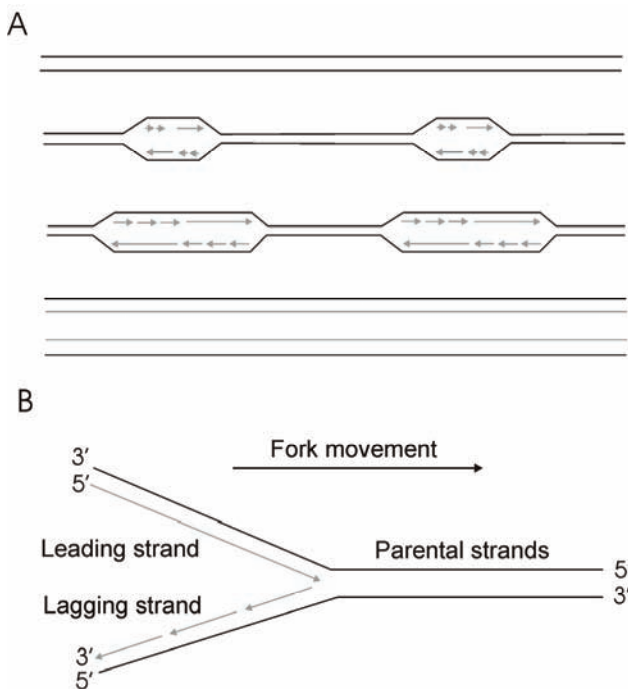 A
B
Fork movement
3'
5'
Leading strand
Parental strands
5'
3'
Lagging strand
3'
5'